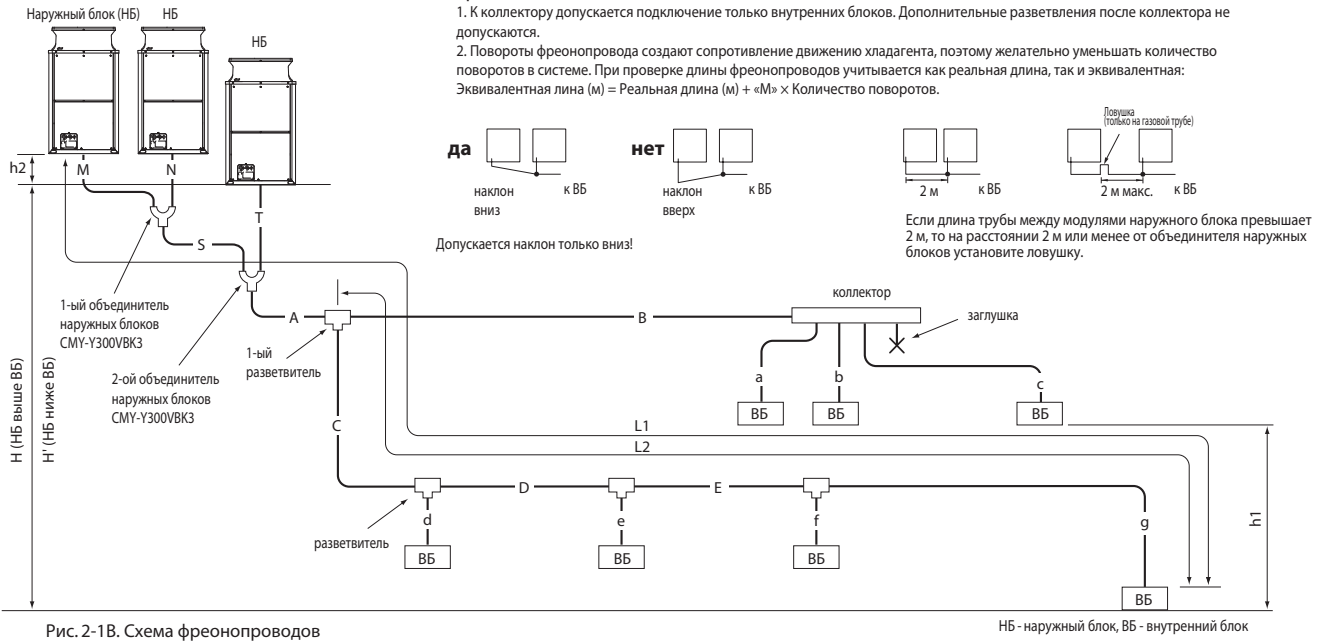 1. К коллектору допускается подключение только внутренних блоков. Дополнительные разветвления после коллектора не
допускаются.
2. Повороты фреонопровода создают сопротивление движению хладагента, поэтому желательно уменьшать количество
поворотов в системе. При проверке длины фреонопроводов учитывается как реальная длина, так и эквивалентная:
Эквивалентная лина (м) = Реальная длина (м) + «М» × Количество поворотов.
Наружный блок (НБ)
НБ
НБ
h2
M
N
T
S
да
наклон
вниз
к ВБ
нет
наклон
вверх
к ВБ
Допускается наклон только вниз!
2 м
к ВБ
Ловушка
(только на газовой трубе)
2 м макс.
к ВБ
Если длина трубы между модулями наружного блока превышает
2 м, то на расстоянии 2 м или менее от объединителя наружных
блоков установите ловушку.
1-ый объединитель
наружных блоков
CMY-Y300VBK3
2-ой объединитель
наружных блоков
CMY-Y300VBK3
A
1-ый
разветвитель
B
коллектор
заглушка
a
b
c
ВБ
ВБ
ВБ
H (НБ выше ВБ)
H' (НБ ниже ВБ)
C
L1
L2
D
E
разветвитель
d
e
f
g
ВБ
ВБ
ВБ
ВБ
h1
Рис. 2-1B. Схема фреонопроводов
НБ - наружный блок, ВБ - внутренний блок